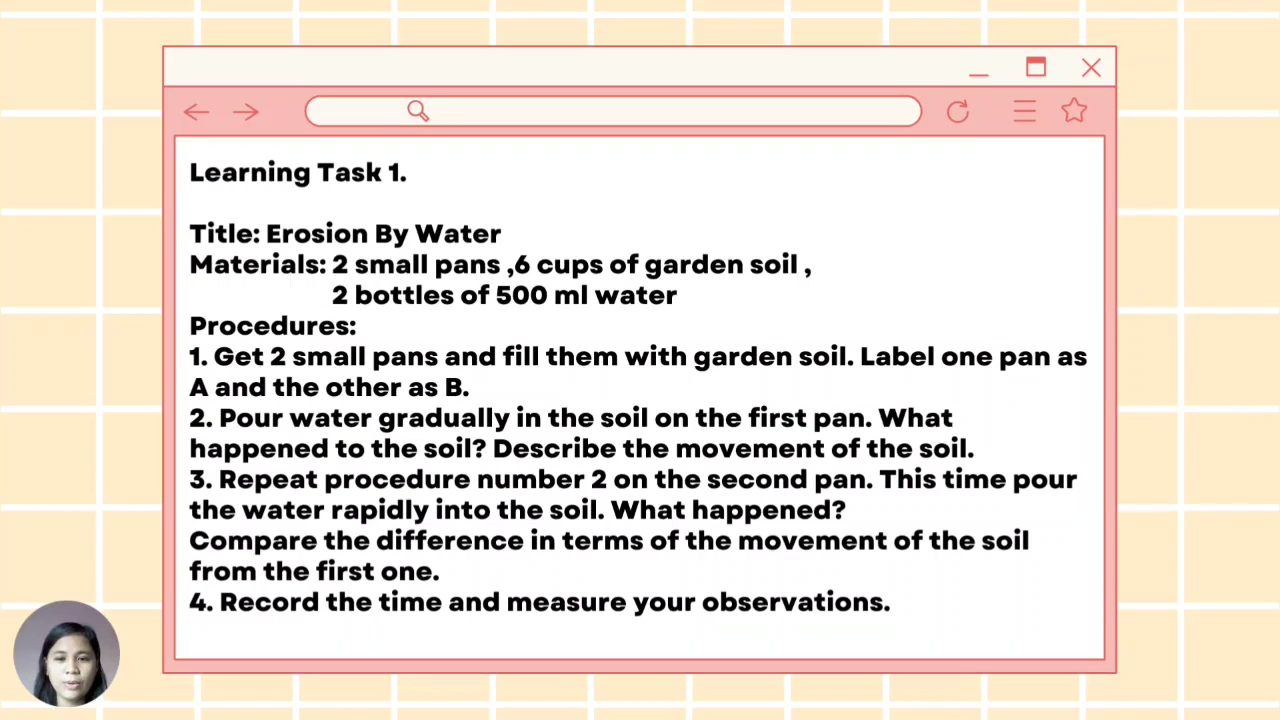 Learning Task 1.
Title: Erosion By Water
Materials: 2 small pans ,6 cups of garden soil ,
2 bottles of 500 ml water
Procedures:
1. Get 2 small pans and fill them with garden soil. Label one pan as
A and the other as B.
2. Pour water gradually in the soil on the first pan. What
happened to the soil? Describe the movement of the soil.
3. Repeat procedure number 2 on the second pan. This time pour
the water rapidly into the soil. What happened?
Compare the difference in terms of the movement of the soil
from the first one.
4. Record the time and measure your observations.